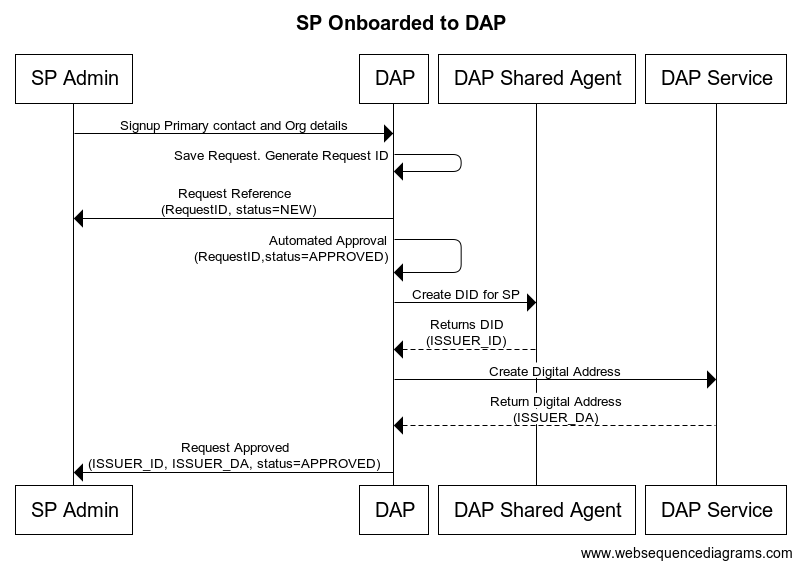 SP Onboarded to DAP
SP Admin
DAP
DAP Shared Agent
DAP Service
Signup Primary contact and Org details
Save Request. Generate Request ID
Request Reference
(RequestID, status=NEW)
Automated Approval
(RequestID,status=APPROVED)
Create DID for SP
Returns DID
(ISSUER_ID)
Create Digital Address
Return Digital Address
(ISSUER_DA)
Request Approved
(ISSUER_ID, ISSUER_DA, status=APPROVED)
SP Admin
DAP
DAP Shared Agent
DAP Service
www.websequencediagrams.com